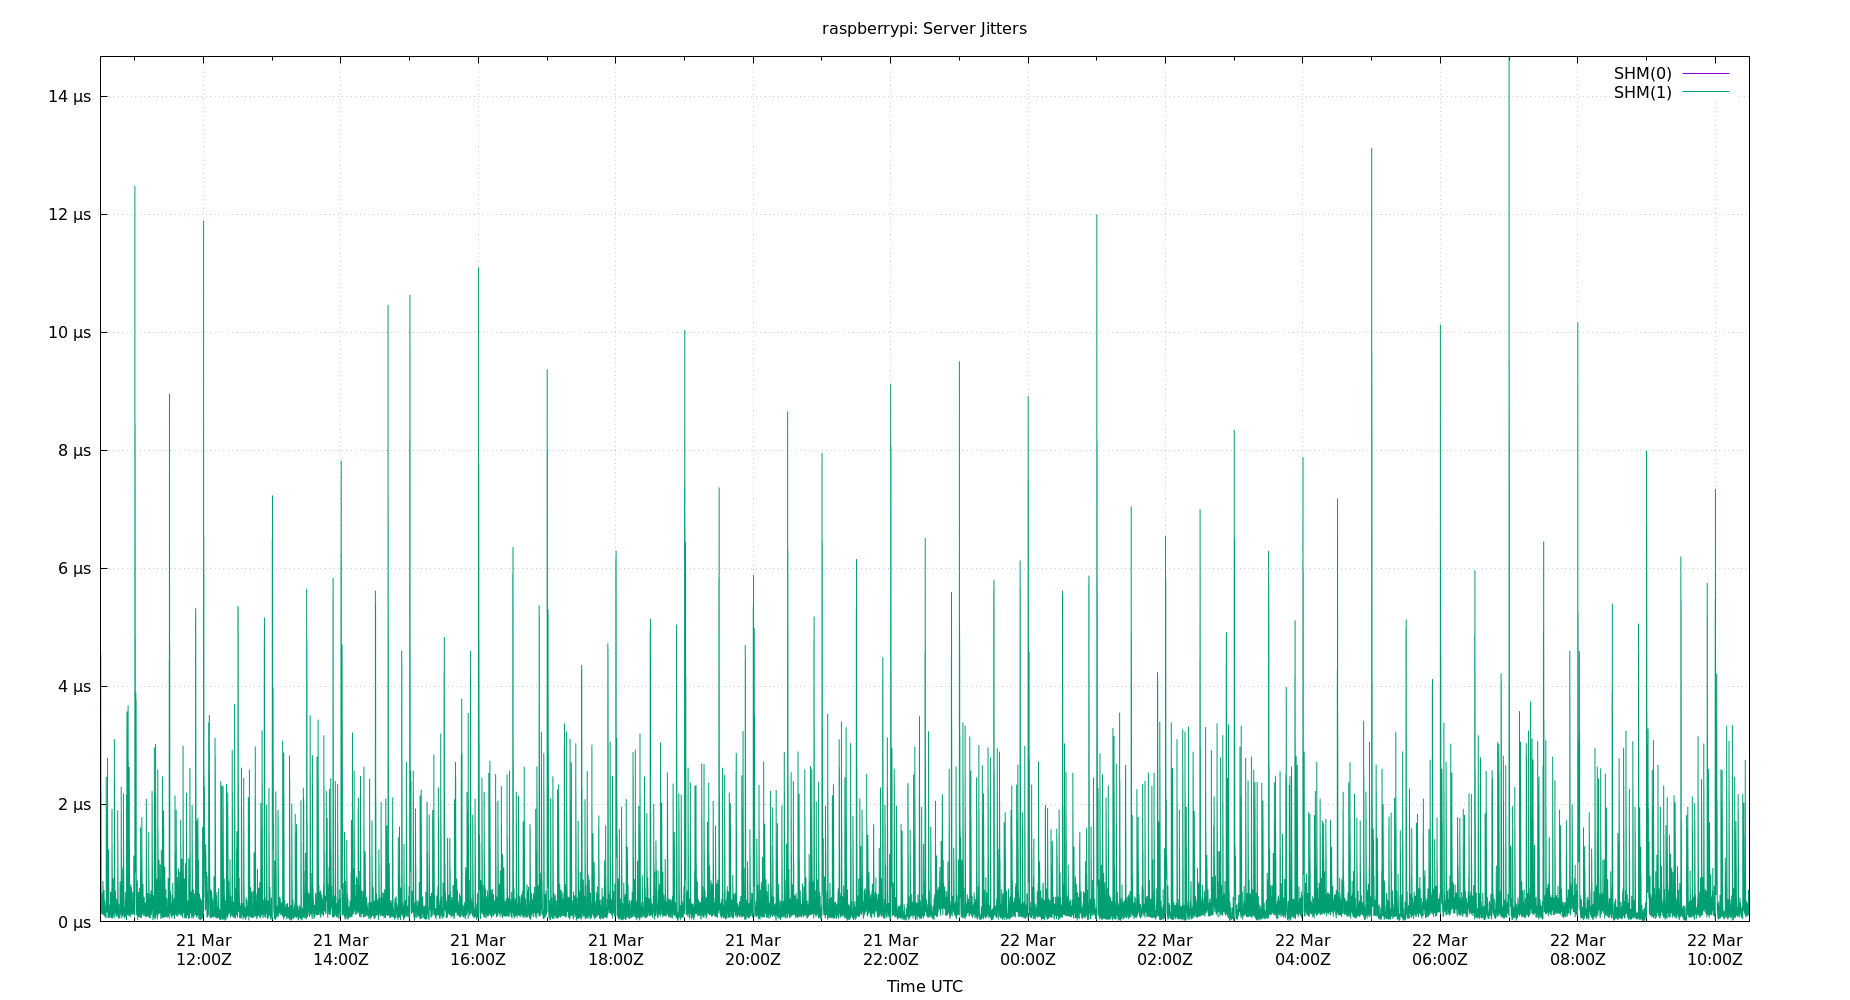 raspberrypi: Server Jitters
SHM(0)
SHM(1)
14 µs
12 µs
10 µs
8 µs
6 µs
4 µs
2 µs
0 µs
21 Mar 21 Mar 21 Mar 21 Mar 21 Mar 21 Mar 22 Mar 22 Mar 22 Mar 22 Mar 22 Mar 22 Mar
12:00Z 14:00Z 16:00Z 18:00Z 20:00Z 22:00Z 00:00Z 02:00Z 04:00Z 06:00Z 08:00Z 10:00Z
Time UTC